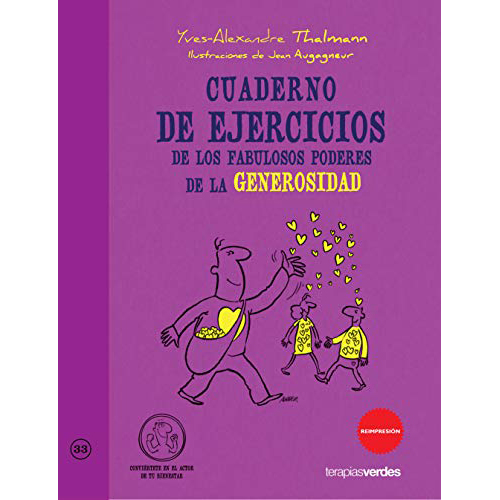 Yves-Alexandre Thalmann
Ilustraciones de Jean Augagneur
CUADERNO
DE EJERCICIOS
DE LOS FABULOSOS PODERES
DE LA GENEROSIDAD
33
CONVIÉRTETE EN EL ACTOR
DE TU BIENESTAR
REIMPRESIÓN
terapiasverdes